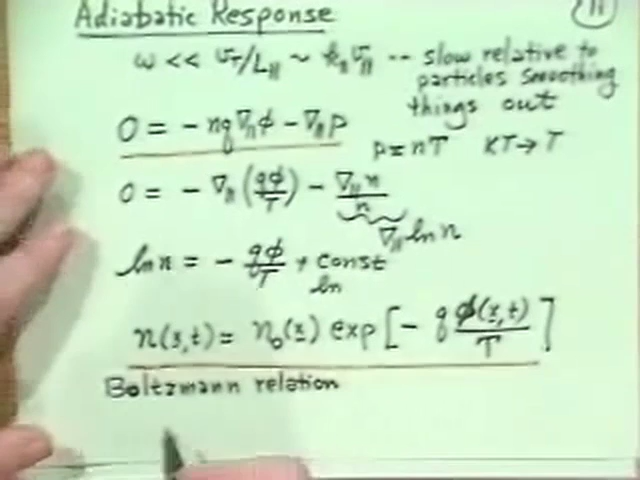 Adiabatic Response
11
ω << v_T/L_∥ ~ k_∥ v_∥ -- slow relative to
particles smoothing
things out
0 = - nq∇_∥ϕ - ∇_∥p
p = nT KT → T
0 = - ∇_∥(qϕ/T) - ∇_∥n/n
∇_∥ ln n
ln n = - qϕ/T + const
ln
n(x,t) = n₀(x) exp[- q ϕ(x,t)/T]
Boltzmann relation